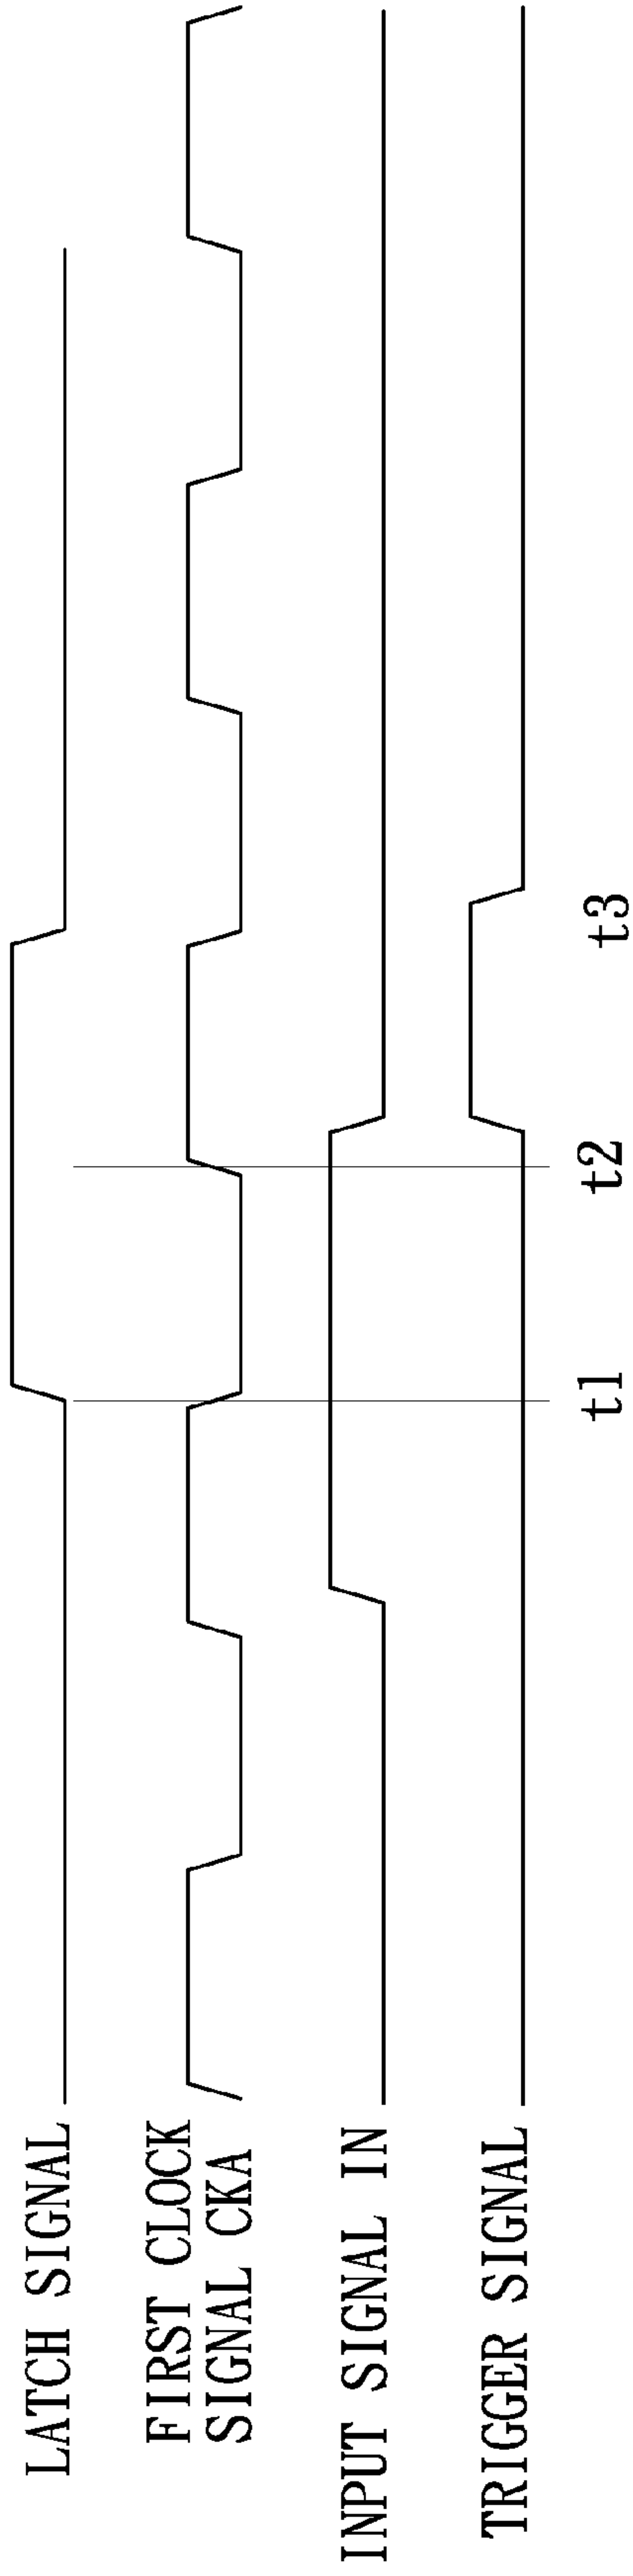 LATCH SIGNAL
FIRST CLOCK
SIGNAL CKA
INPUT SIGNAL IN
TRIGGER SIGNAL
t1
t2
t3